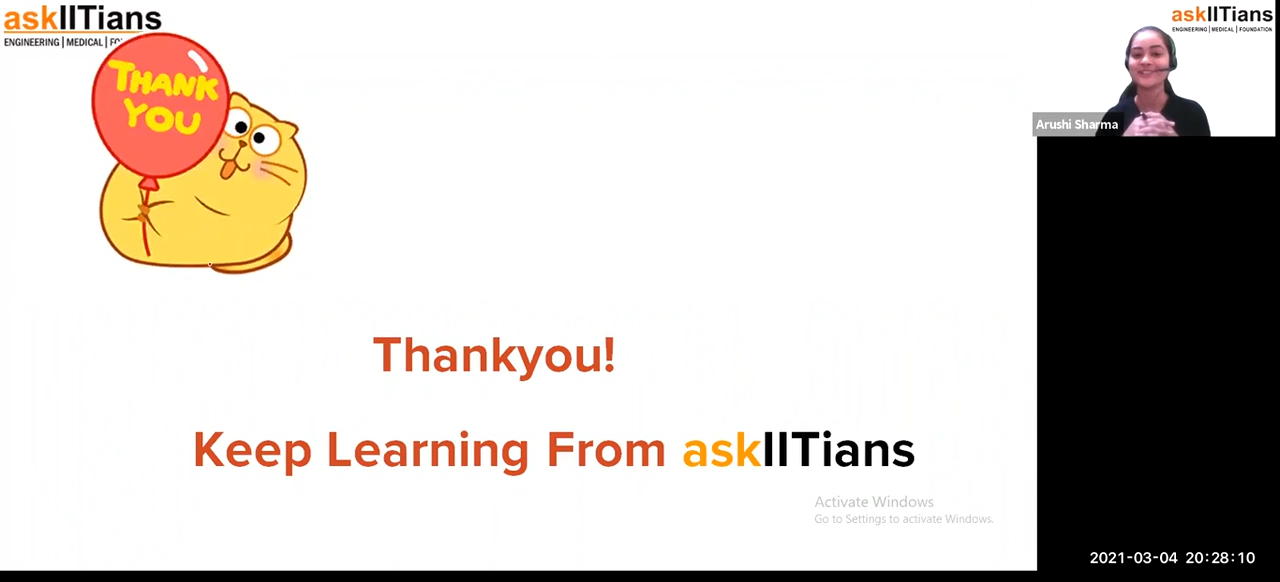 askIITians
ENGINEERING | MEDICAL | FO
THANK
YOU
Thankyou!
Keep Learning From askIITians
Activate Windows
Go to Settings to activate Windows.
askIITians
ENGINEERING | MEDICAL | FOUNDATION
Arushi Sharma
2021-03-04 20:28:10